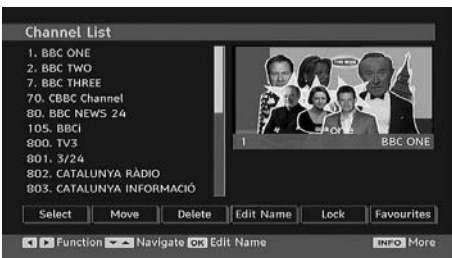 Channel List
1. BBC ONE
2. BBC TWO
7. BBC THREE
70. CBBC Channel
80. BBC NEWS 24
105. BBCi
800. TV3
801. 3/24
802. CATALUNYA RÀDIO
803. CATALUNYA INFORMACIÓ
1 BBC ONE
Select Move Delete Edit Name Lock Favourites
Function Navigate OK Edit Name INFO More